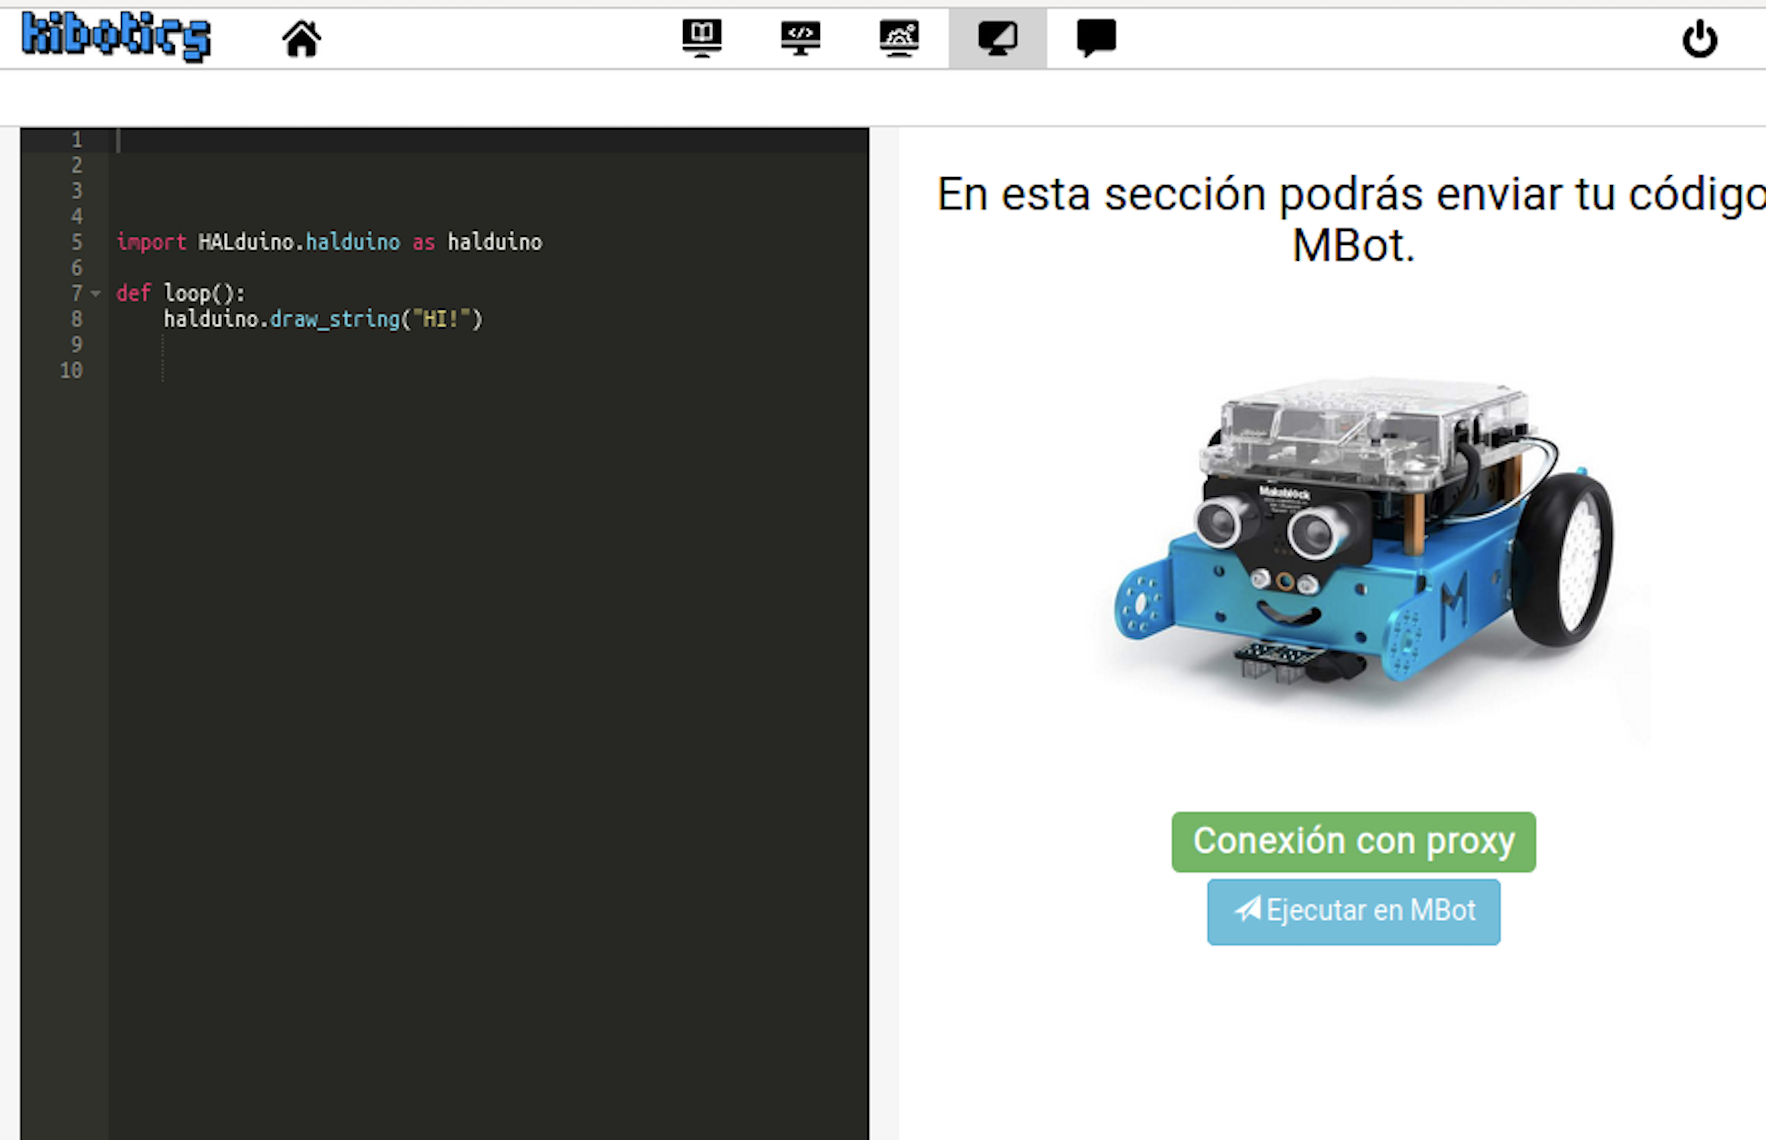 kibotics
1
2
3
4
5 import HALduino.halduino as halduino
6
7 def loop():
8 halduino.draw_string("HI!")
9
10
En esta sección podrás enviar tu código
MBot.
Makeblock
M
Conexión con proxy
Ejecutar en MBot